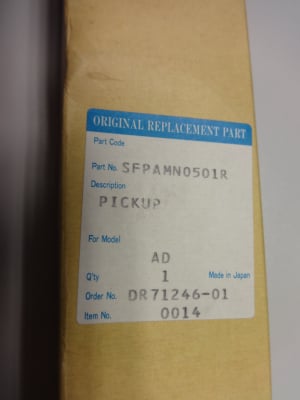 ORIGINAL REPLACEMENT PART
Part Code
Part No. SFPAMN0501R
Description
PICKUP
For Model
AD
Q'ty 1 Made in Japan
Order No. DR71246-01
Item No. 0014